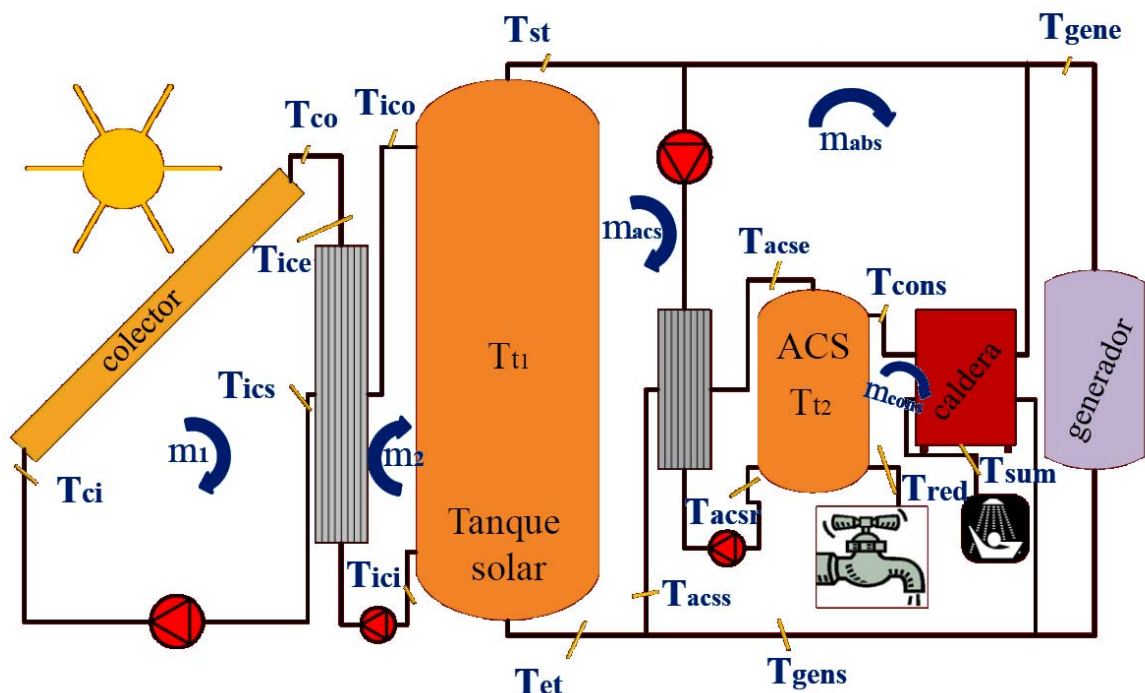 Tst
Tgene
Tco
Tico
mabs
macs
Tice
Tacse
Tcons
colector
Tt1
ACS
Tt2
mcons
caldera
generador
Tics
m1
m2
Tci
Tsum
Tred
Tacsr
Tanque
solar
Tici
Tacss
Tet
Tgens